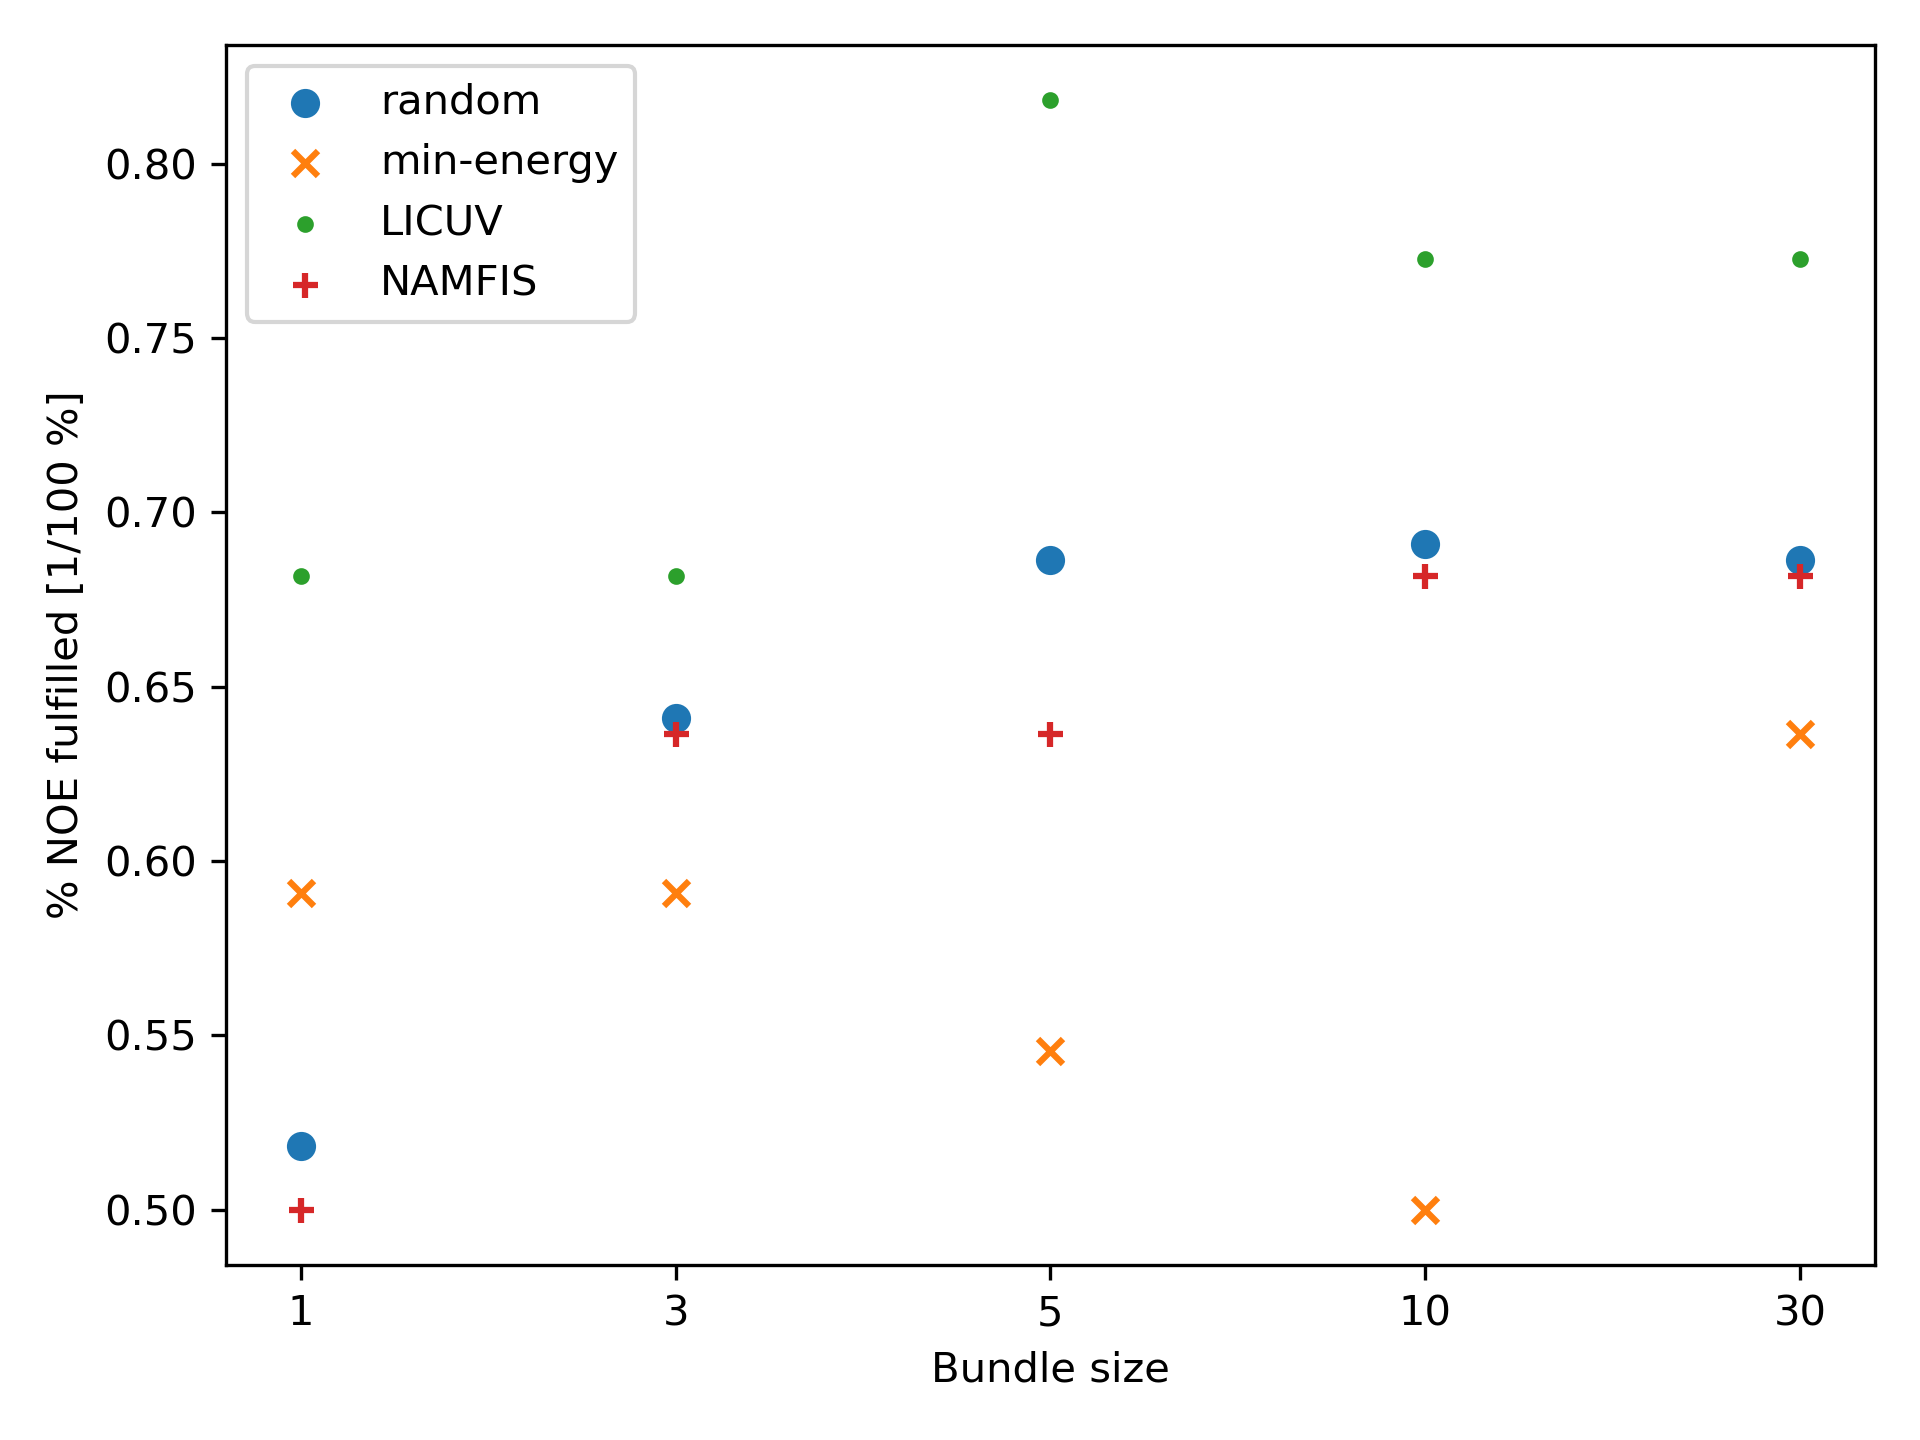 random
min-energy
LICUV
NAMFIS
0.80
0.75
0.70
0.65
0.60
0.55
0.50
% NOE fulfilled [1/100 %]
1 3 5 10 30
Bundle size